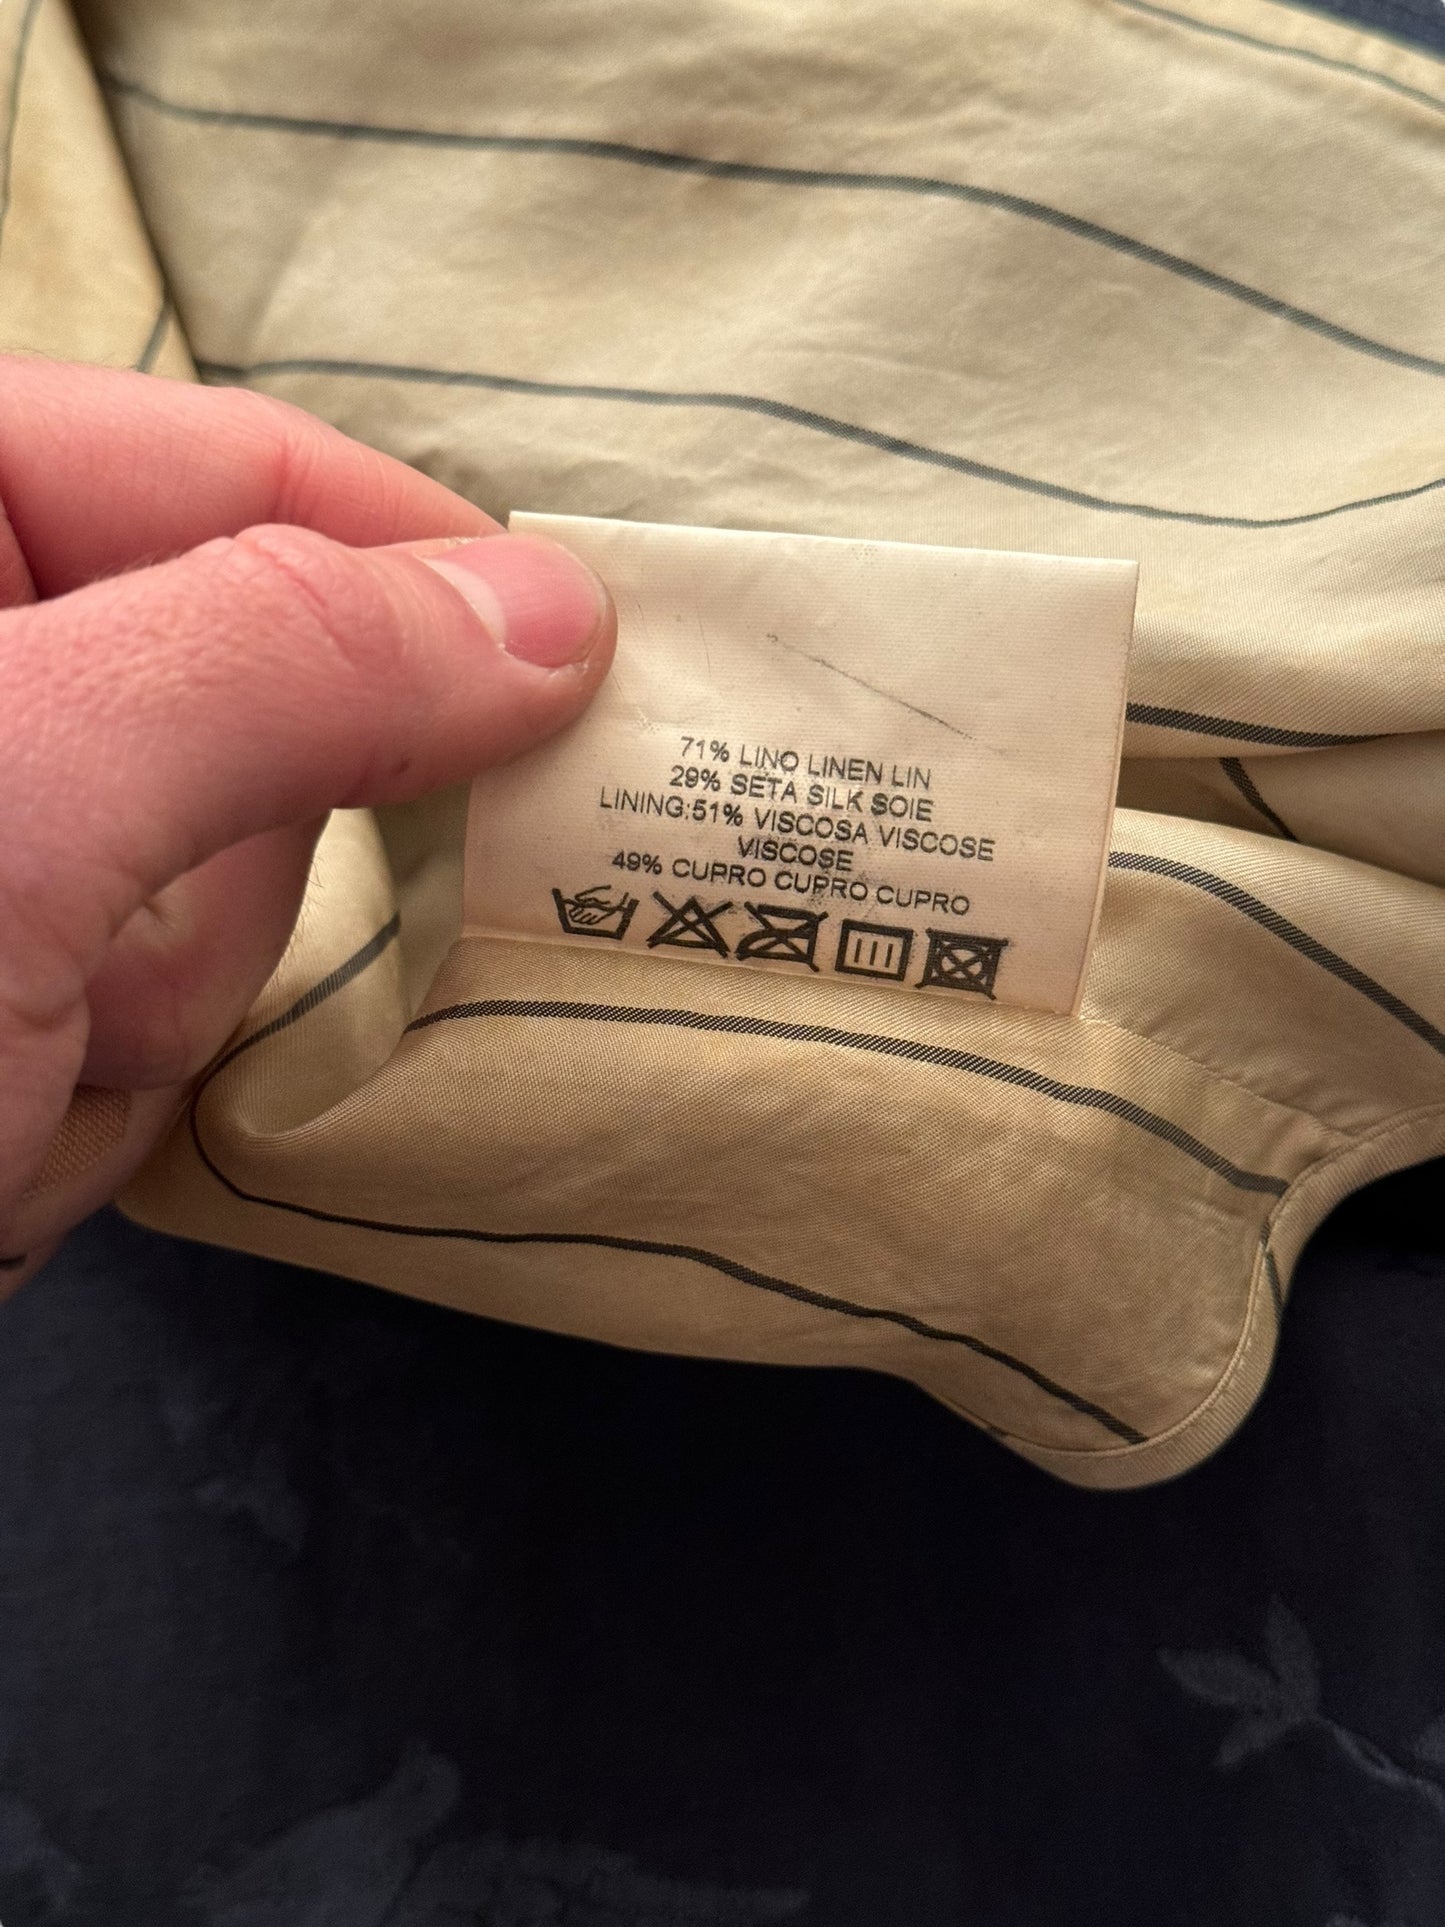 71% LINO LINEN LIN
29% SETA SILK SOIE
LINING:51% VISCOSA VISCOSE
VISCOSE
49% CUPRO CUPRO CUPRO